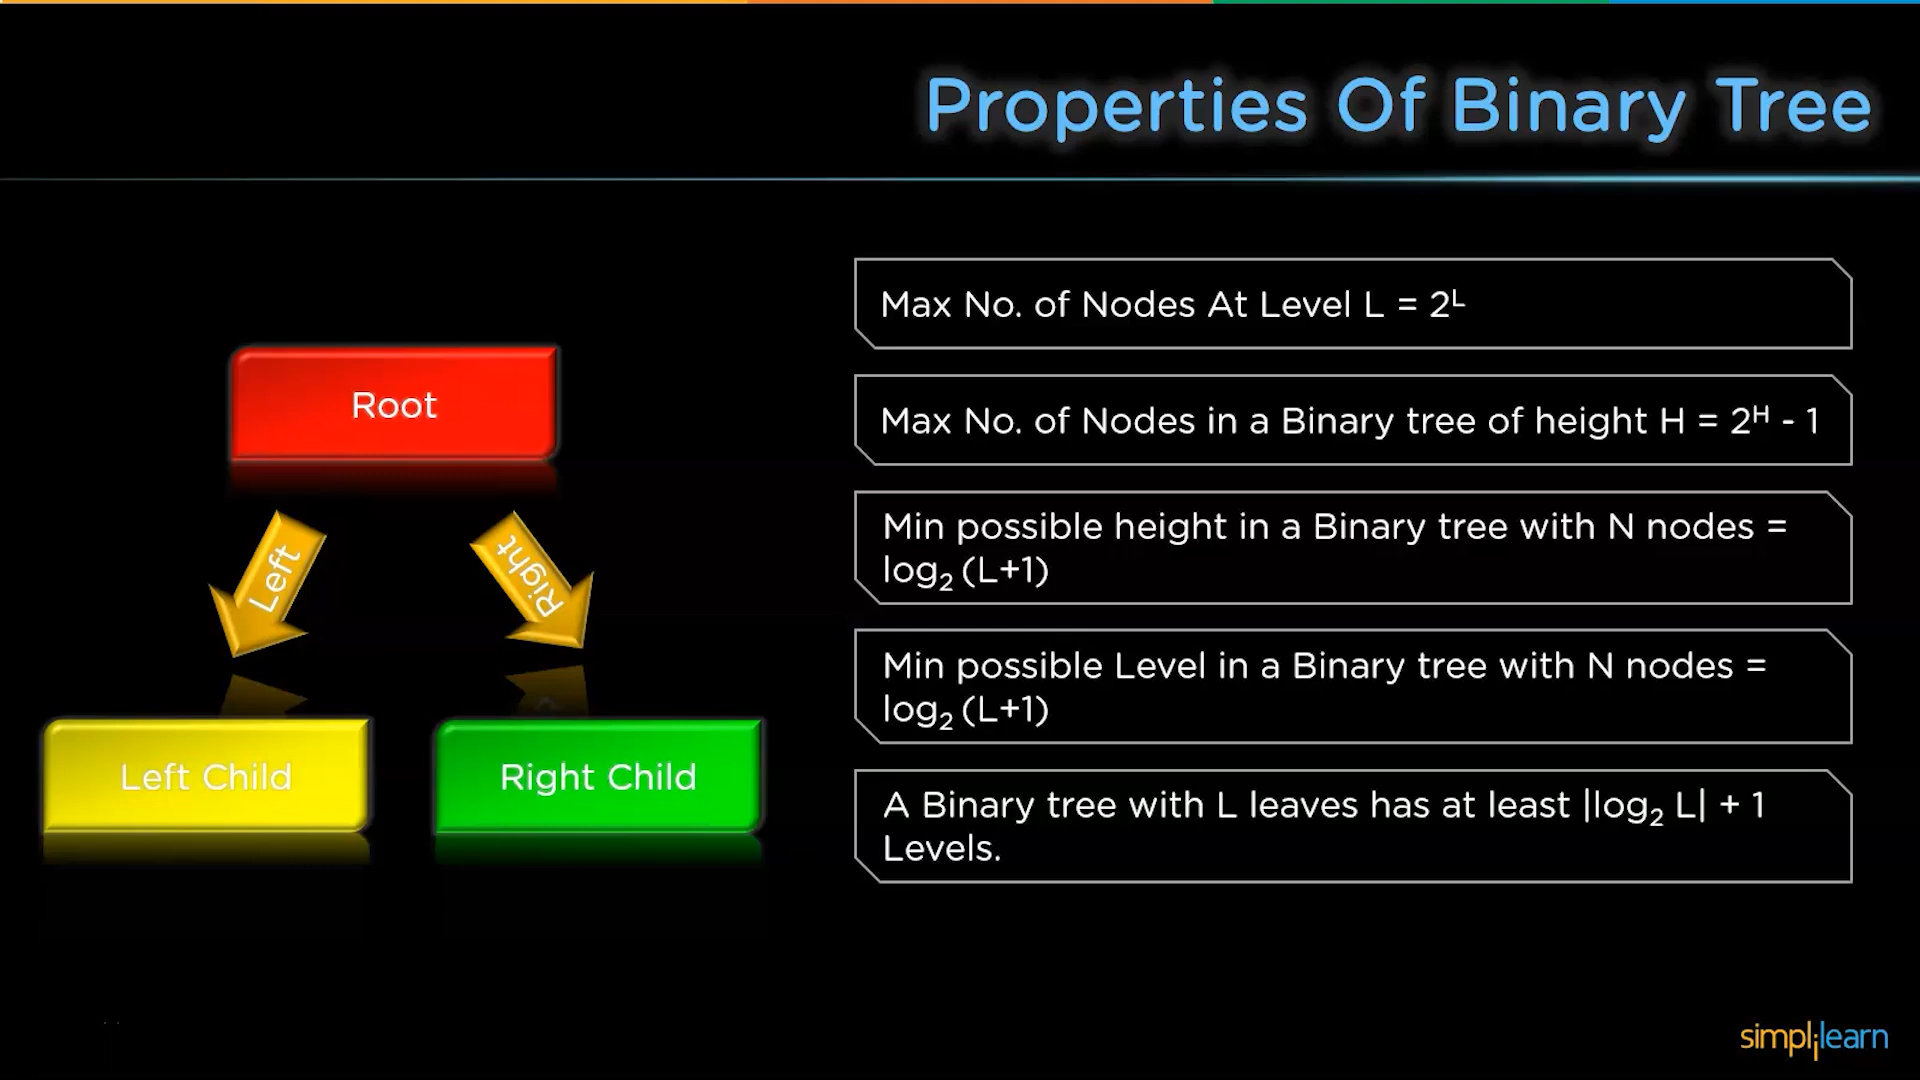 Properties Of Binary Tree
Root
Left
Right
Left Child
Right Child
Max No. of Nodes At Level L = 2ᴸ
Max No. of Nodes in a Binary tree of height H = 2ᴴ - 1
Min possible height in a Binary tree with N nodes =
log₂ (L+1)
Min possible Level in a Binary tree with N nodes =
log₂ (L+1)
A Binary tree with L leaves has at least |log₂ L| + 1
Levels.
simplilearn